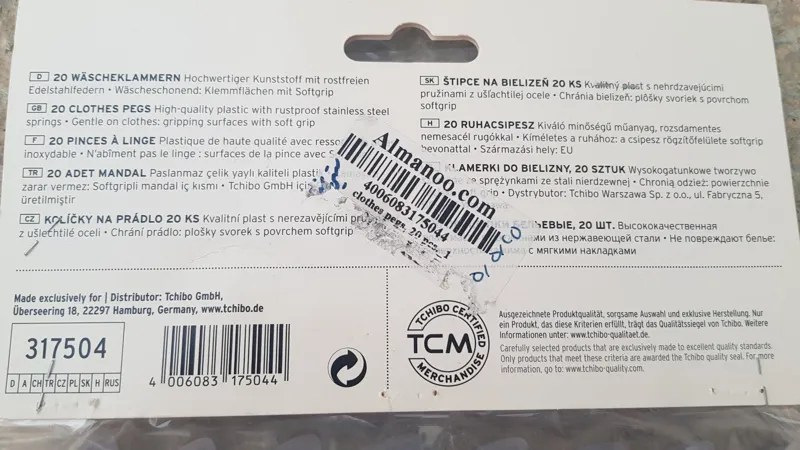 D 20 WÄSCHEKLAMMERN Hochwertiger Kunststoff mit rostfreien
Edelstahlfedern • Wäscheschonend: Klemmflächen mit Softgrip
GB 20 CLOTHES PEGS High-quality plastic with rustproof stainless steel
springs • Gentle on clothes: gripping surfaces with soft grip
F 20 PINCES À LINGE Plastique de haute qualité avec
inoxydable • N'abîment pas le linge : surfaces de la pince avec
TR 20 ADET MANDAL Paslanmaz çelik yaylı kaliteli
zarar vermez: Softgripli mandal iç kısmı • Tchibo GmbH
üretilmiştir
CZ KOLÍČKY NA PRÁDLO 20 KS Kvalitní plast s nerezavějícími
z ušlechtilé oceli • Chrání prádlo: plošky svorek s povrchem softgrip
SK ŠTIPCE NA BIELIZEŇ 20 KS Kvalitný plast s nehrdzavejúcimi
pružinami z ušľachtilej ocele • Chránia bielizeň: plôšky svoriek s povrchom
softgrip
H 20 RUHACSIPESZ Kiváló minőségű műanyag, rozsdamentes
nemesacél rugókkal • Kíméletes a ruhához: a csipesz rögzítőfelülete softgrip
bevonattal • Származási hely: EU
KLAMERKI DO BIELIZNY, 20 SZTUK Wysokogatunkowe tworzywo
ze sprężynkami ze stali nierdzewnej • Chronią odzież: powierzchnie
• Dystrybutor: Tchibo Warszawa Sp. z o.o., ul. Fabryczna 5,
БЕЛЬЕВЫЕ, 20 ШТ. Высококачественная
из нержавеющей стали • Не повреждают белье:
с мягкими накладками
Almanoo.com
4006083175044
clothes pegs, 20 pcs._1
Made exclusively for | Distributor: Tchibo GmbH,
Überseering 18, 22297 Hamburg, Germany, www.tchibo.de
317504
D A CH TR CZ PL SK H RUS
4 006083 175044
TCHIBO CERTIFIED
TCM
MERCHANDISE
Ausgezeichnete Produktqualität, sorgsame Auswahl und exklusive Herstellung. Nur
ein Produkt, das diese Kriterien erfüllt, trägt das Qualitätssiegel von Tchibo. Weitere
Informationen unter: www.tchibo-qualitaet.de.
Carefully selected products that are exclusively made to excellent quality standards.
Only products that meet these criteria are awarded the Tchibo quality seal. For more
information, go to: www.tchibo-quality.com.